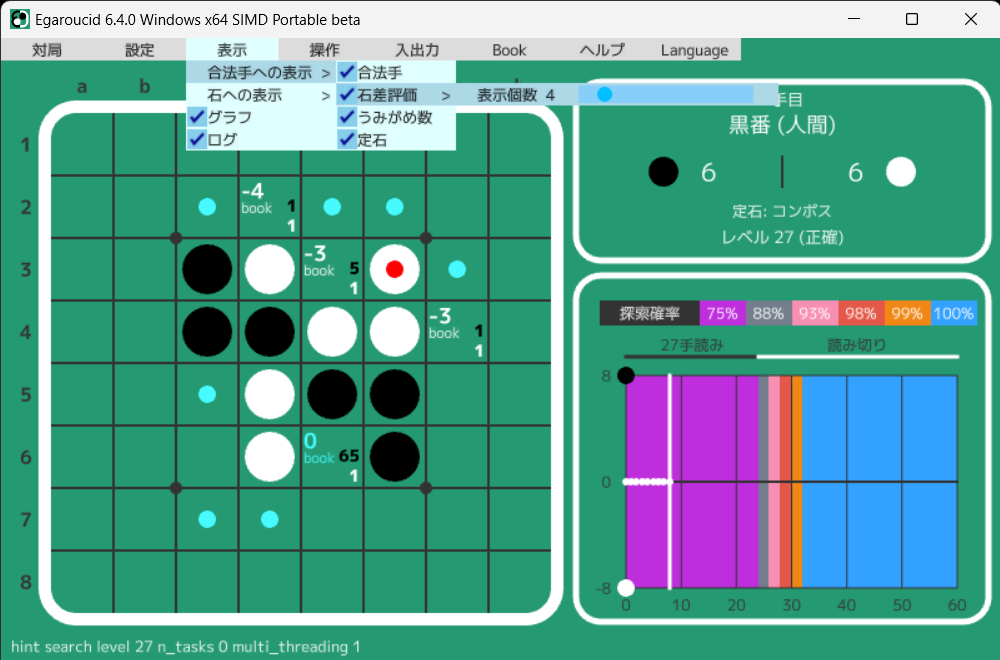 Egaroucid 6.4.0 Windows x64 SIMD Portable beta
対局 設定 表示 操作 入出力 Book ヘルプ Language
合法手への表示 > 合法手
石への表示 > 石差評価 > 表示個数 4
グラフ うみがめ数
ログ 定石
a b
手目
黒番 (人間)
6 6
定石: コンポス
レベル 27 (正確)
1
2
-4
book 1
1
3
-3
book 5
1
4
-3
book 1
1
5
6
0
book 65
1
7
8
探索確率 75% 88% 93% 98% 99% 100%
27手読み 読み切り
8
0
-8
0 10 20 30 40 50 60
hint search level 27 n_tasks 0 multi_threading 1